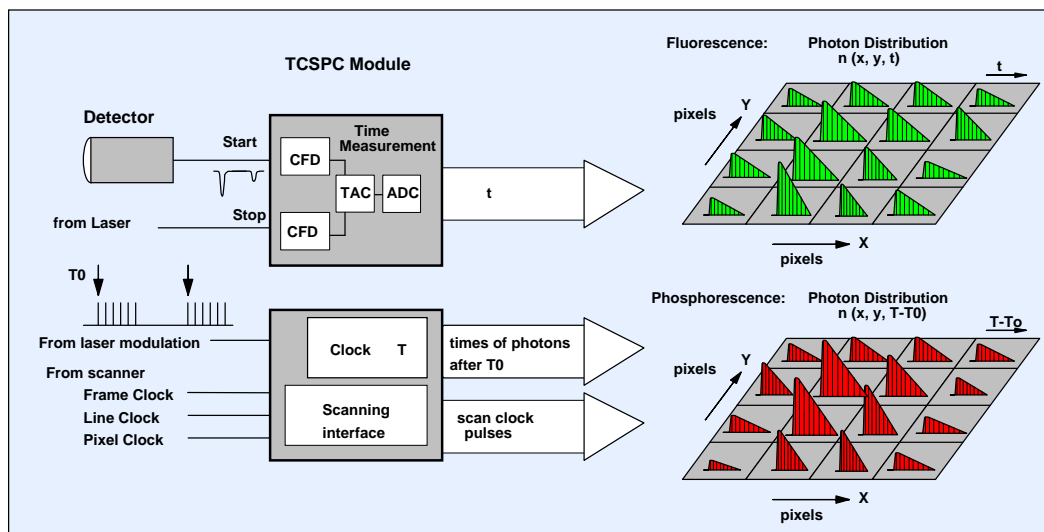 TCSPC Module
Detector
Start
Time
Measurement
CFD
TAC
ADC
Stop
CFD
from Laser
t
T0
From laser modulation
Clock T
times of photons
after T0
From scanner
Frame Clock
Line Clock
Pixel Clock
Scanning
interface
scan clock
pulses
Fluorescence: Photon Distribution
n (x, y, t)
t
Y
pixels
X
pixels
Phosphorescence: Photon Distribution
n (x, y, T-T0)
T-To
Y
pixels
X
pixels